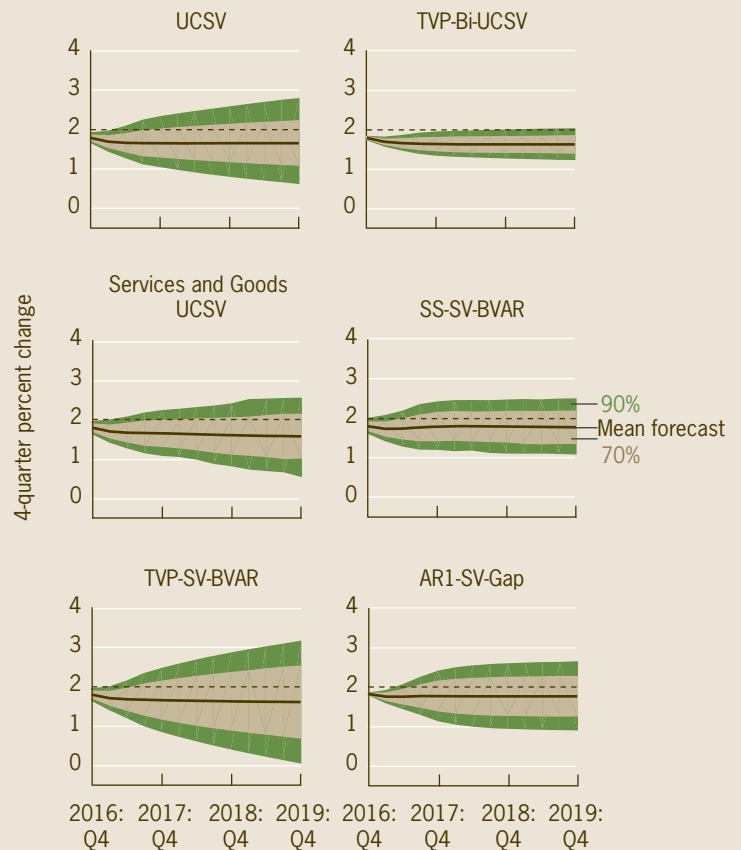 UCSV
TVP-Bi-UCSV
4
3
2
1
0
4
3
2
1
0
4-quarter percent change
Services and Goods
UCSV
SS-SV-BVAR
4
3
2
1
0
4
3
2
1
0
90%
Mean forecast
70%
TVP-SV-BVAR
AR1-SV-Gap
4
3
2
1
0
4
3
2
1
0
2016: 2017: 2018: 2019:
Q4 Q4 Q4 Q4
2016: 2017: 2018: 2019:
Q4 Q4 Q4 Q4